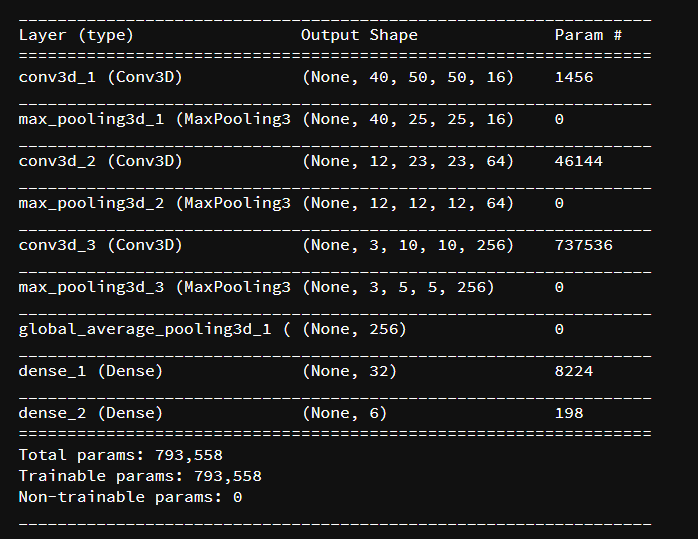 _________________________________________________________________
Layer (type)                 Output Shape              Param #
=================================================================
conv3d_1 (Conv3D)            (None, 40, 50, 50, 16)    1456
_________________________________________________________________
max_pooling3d_1 (MaxPooling3 (None, 40, 25, 25, 16)    0
_________________________________________________________________
conv3d_2 (Conv3D)            (None, 12, 23, 23, 64)    46144
_________________________________________________________________
max_pooling3d_2 (MaxPooling3 (None, 12, 12, 12, 64)    0
_________________________________________________________________
conv3d_3 (Conv3D)            (None, 3, 10, 10, 256)    737536
_________________________________________________________________
max_pooling3d_3 (MaxPooling3 (None, 3, 5, 5, 256)      0
_________________________________________________________________
global_average_pooling3d_1 ( (None, 256)               0
_________________________________________________________________
dense_1 (Dense)              (None, 32)                8224
_________________________________________________________________
dense_2 (Dense)              (None, 6)                 198
=================================================================
Total params: 793,558
Trainable params: 793,558
Non-trainable params: 0
_________________________________________________________________